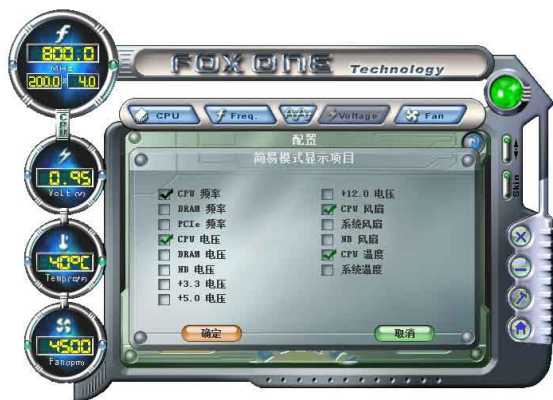 800.0
MHz
200.0 × 4.0
CPU
0.95
Volt(v)
40°C
Temp(cpu)
4500
Fan(rpm)
FOX ONE Technology
CPU
Freq.
Voltage
Fan
Skin
配置
简易模式显示项目
CPU 频率
DRAM 频率
PCIe 频率
CPU 电压
DRAM 电压
NB 电压
+3.3 电压
+5.0 电压
+12.0 电压
CPU 风扇
系统风扇
NB 风扇
CPU 温度
系统温度
确定
取消